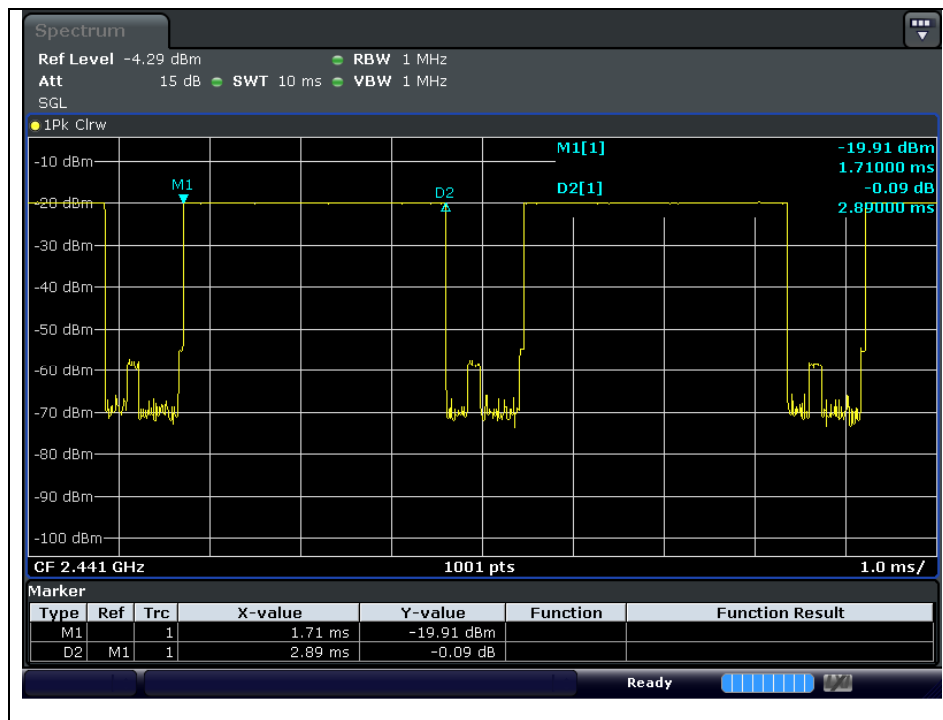 Spectrum
Ref Level -4.29 dBm RBW 1 MHz
Att 15 dB SWT 10 ms VBW 1 MHz
SGL
1Pk Clrw
M1[1] -19.91 dBm
1.71000 ms
D2[1] -0.09 dB
2.89000 ms
M1
D2
-10 dBm
-20 dBm
-30 dBm
-40 dBm
-50 dBm
-60 dBm
-70 dBm
-80 dBm
-90 dBm
-100 dBm
CF 2.441 GHz 1001 pts 1.0 ms/
Marker
Type Ref Trc X-value Y-value Function Function Result
M1 1 1.71 ms -19.91 dBm
D2 M1 1 2.89 ms -0.09 dB
Ready